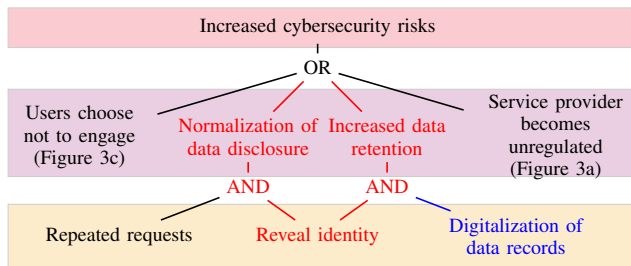 Increased cybersecurity risks
OR
Users choose
not to engage
(Figure 3c)
Normalization of
data disclosure
Increased data
retention
Service provider
becomes
unregulated
(Figure 3a)
AND
AND
Repeated requests
Reveal identity
Digitalization of
data records